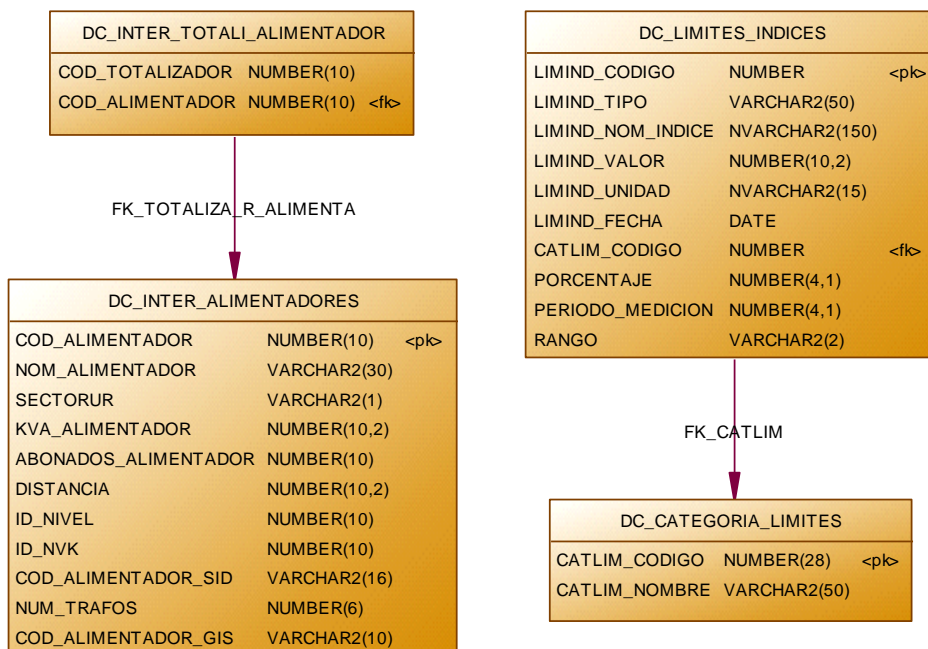 DC_INTER_TOTALI_ALIMENTADOR
COD_TOTALIZADOR NUMBER(10)
COD_ALIMENTADOR NUMBER(10) <fk>
FK_TOTALIZA_R_ALIMENTA
DC_INTER_ALIMENTADORES
COD_ALIMENTADOR NUMBER(10) <pk>
NOM_ALIMENTADOR VARCHAR2(30)
SECTORUR VARCHAR2(1)
KVA_ALIMENTADOR NUMBER(10,2)
ABONADOS_ALIMENTADOR NUMBER(10)
DISTANCIA NUMBER(10,2)
ID_NIVEL NUMBER(10)
ID_NVK NUMBER(10)
COD_ALIMENTADOR_SID VARCHAR2(16)
NUM_TRAFOS NUMBER(6)
COD_ALIMENTADOR_GIS VARCHAR2(10)
DC_LIMITES_INDICES
LIMIND_CODIGO NUMBER <pk>
LIMIND_TIPO VARCHAR2(50)
LIMIND_NOM_INDICE NVARCHAR2(150)
LIMIND_VALOR NUMBER(10,2)
LIMIND_UNIDAD NVARCHAR2(15)
LIMIND_FECHA DATE
CATLIM_CODIGO NUMBER <fk>
PORCENTAJE NUMBER(4,1)
PERIODO_MEDICION NUMBER(4,1)
RANGO VARCHAR2(2)
FK_CATLIM
DC_CATEGORIA_LIMITES
CATLIM_CODIGO NUMBER(28) <pk>
CATLIM_NOMBRE VARCHAR2(50)